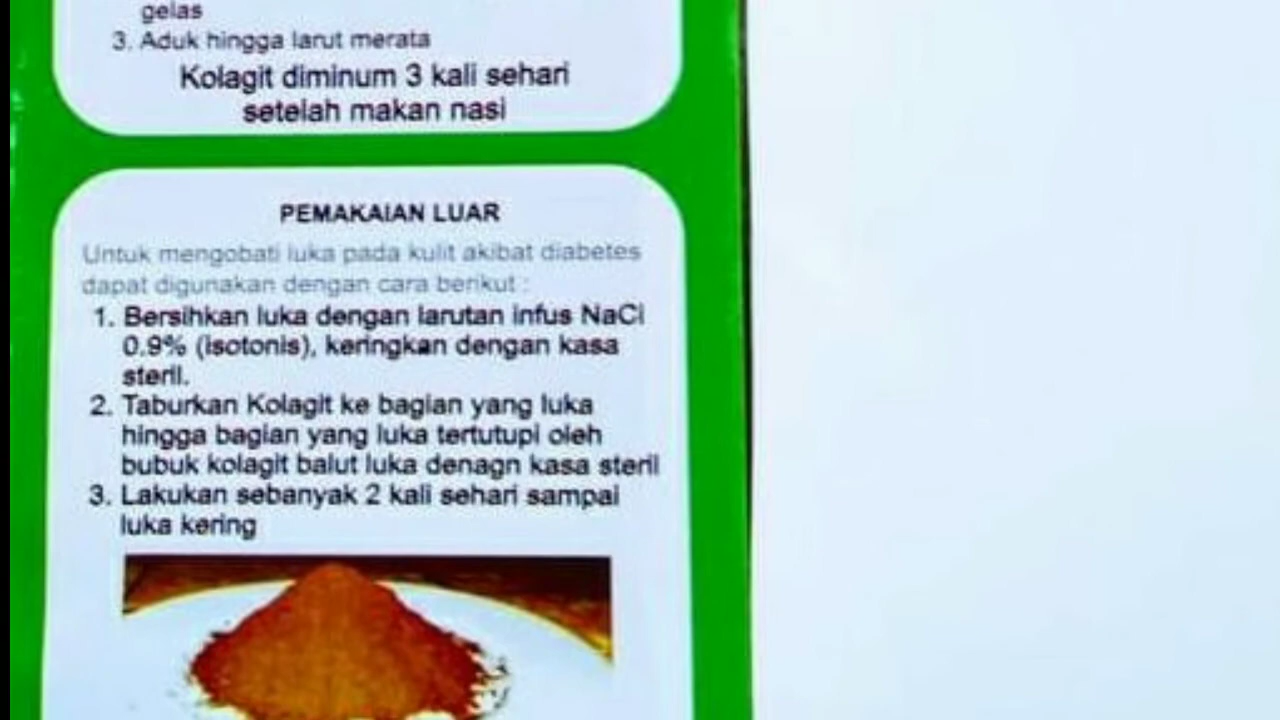 gelas
3. Aduk hingga larut merata
Kolagit diminum 3 kali sehari
setelah makan nasi
PEMAKAIAN LUAR
Untuk mengobati luka pada kulit akibat diabetes
dapat digunakan dengan cara berikut :
1. Bersihkan luka dengan larutan infus NaCl
0.9% (isotonis), keringkan dengan kasa
steril.
2. Taburkan Kolagit ke bagian yang luka
hingga bagian yang luka tertutupi oleh
bubuk kolagit balut luka denagn kasa steril
3. Lakukan sebanyak 2 kali sehari sampai
luka kering